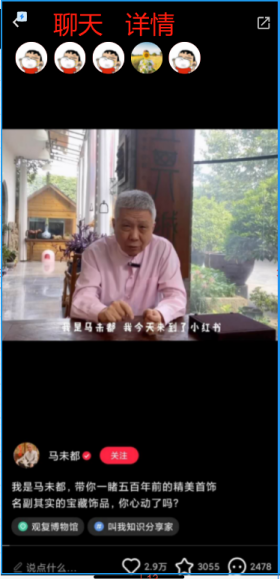 聊天 详情
我是马未都 我今天来到了小红书
马未都
关注
我是马未都，带你一睹五百年前的精美首饰
名副其实的宝藏饰品，你心动了吗？
观复博物馆
叫我知识分享家
说点什么...
2.9万
3055
2478